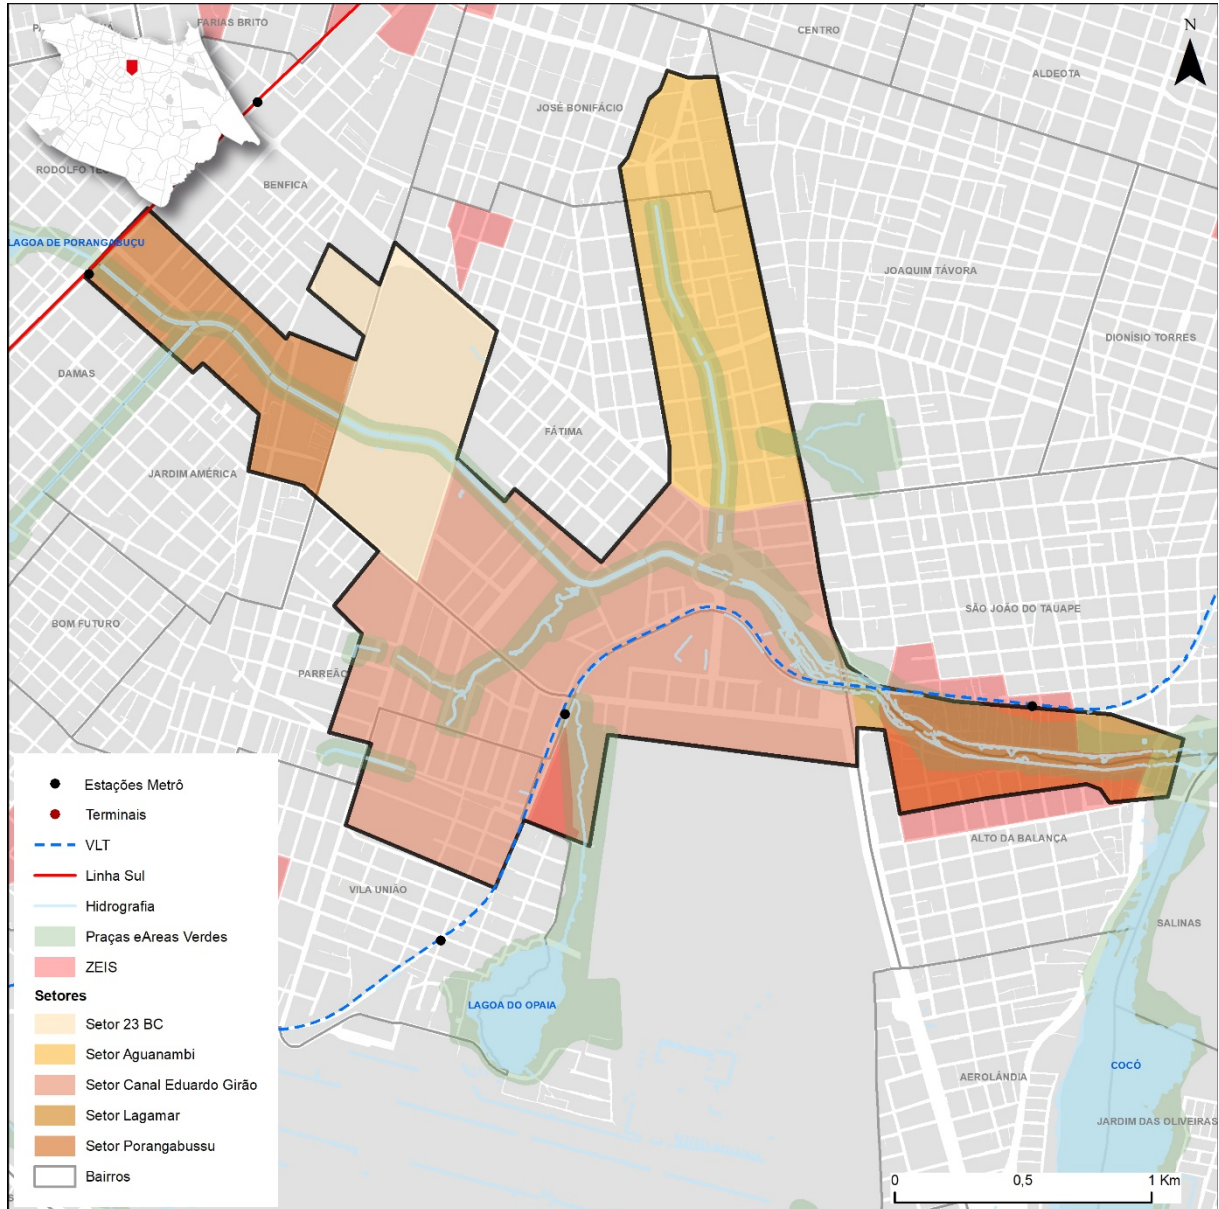 FARIAS BRITO
CENTRO
N
ALDEOTA
JOSÉ BONIFÁCIO
BENFICA
LAGOA DE PORANGABUÇU
JOAQUIM TÁVORA
DIONÍSIO TORRES
DAMAS
FÁTIMA
JARDIM AMÉRICA
SÃO JOÃO DO TAUAPE
BOM FUTURO
PARREÃO
ALTO DA BALANÇA
VILA UNIÃO
SALINAS
LAGOA DO OPAIA
COCÓ
AEROLÂNDIA
JARDIM DAS OLIVEIRAS
Estações Metrô
Terminais
VLT
Linha Sul
Hidrografia
Praças eAreas Verdes
ZEIS
Setores
Setor 23 BC
Setor Aguanambi
Setor Canal Eduardo Girão
Setor Lagamar
Setor Porangabussu
Bairros
0 0,5 1 Km